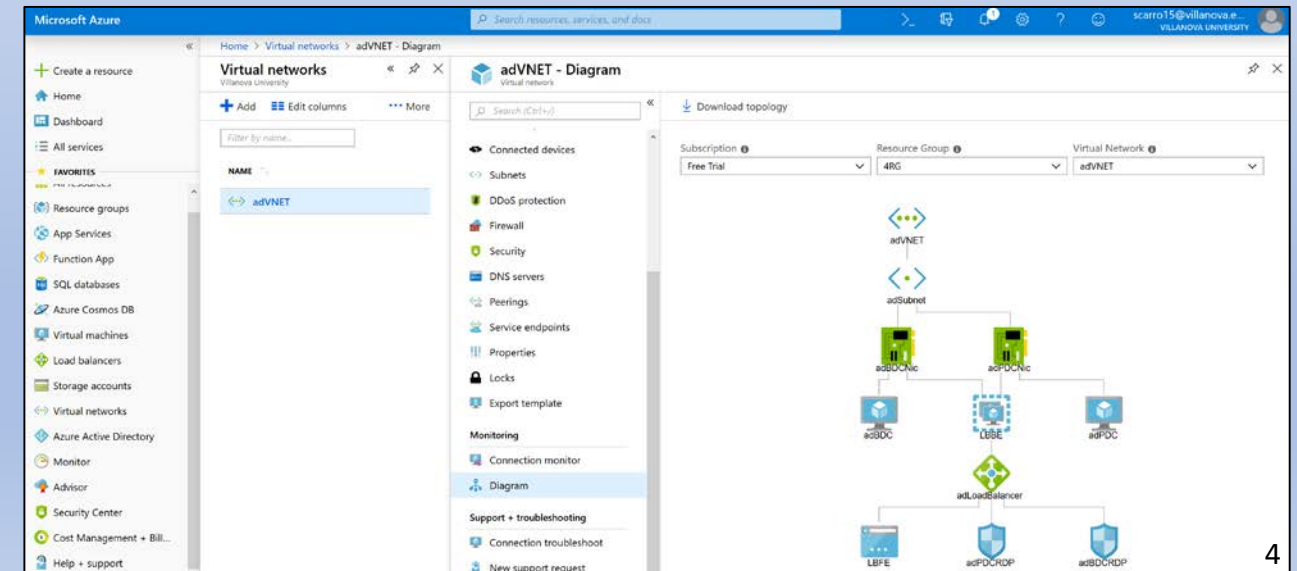 Microsoft Azure
Search resources, services, and docs
1
?
scarro15@villanova.e...
VILLANOVA UNIVERSITY
Home > Virtual networks > adVNET - Diagram
Create a resource
Home
Dashboard
All services
FAVORITES
All resources
Resource groups
App Services
Function App
SQL databases
Azure Cosmos DB
Virtual machines
Load balancers
Storage accounts
Virtual networks
Azure Active Directory
Monitor
Advisor
Security Center
Cost Management + Bill...
Help + support
Virtual networks
Villanova University
Add Edit columns ... More
Filter by name...
NAME
adVNET
adVNET - Diagram
Virtual network
Search (Ctrl+/)
Connected devices
Subnets
DDoS protection
Firewall
Security
DNS servers
Peerings
Service endpoints
Properties
Locks
Export template
Monitoring
Connection monitor
Diagram
Support + troubleshooting
Connection troubleshoot
New support request
Download topology
Subscription
Free Trial
Resource Group
4RG
Virtual Network
adVNET
adVNET
adSubnet
adBDCNic
adPDCNic
adBDC
LBBE
adPDC
adLoadBalancer
LBFE
adPDCRDP
adBDCRDP
4